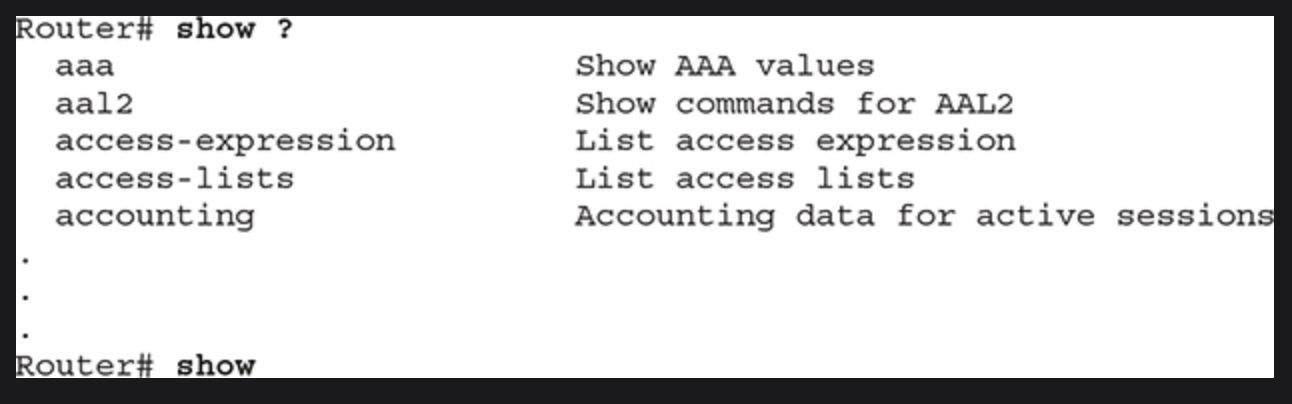 Router# show ?
aaa Show AAA values
aal2 Show commands for AAL2
access-expression List access expression
access-lists List access lists
accounting Accounting data for active sessions
.
.
.
Router# show